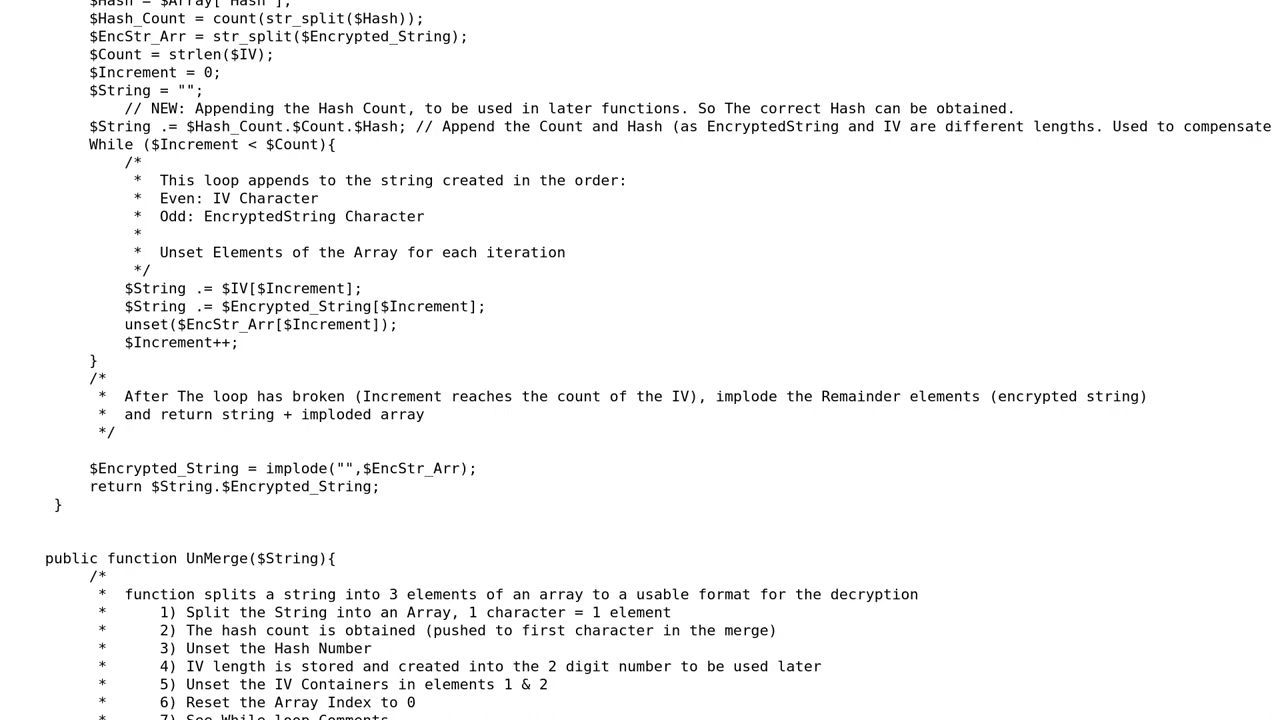 $Hash = $Array['Hash'];
$Hash_Count = count(str_split($Hash));
$EncStr_Arr = str_split($Encrypted_String);
$Count = strlen($IV);
$Increment = 0;
$String = "";
// NEW: Appending the Hash Count, to be used in later functions. So The correct Hash can be obtained.
$String .= $Hash_Count.$Count.$Hash; // Append the Count and Hash (as EncryptedString and IV are different lengths. Used to compensate
While ($Increment < $Count){
/*
* This loop appends to the string created in the order:
* Even: IV Character
* Odd: EncryptedString Character
*
* Unset Elements of the Array for each iteration
*/
$String .= $IV[$Increment];
$String .= $Encrypted_String[$Increment];
unset($EncStr_Arr[$Increment]);
$Increment++;
}
/*
* After The loop has broken (Increment reaches the count of the IV), implode the Remainder elements (encrypted string)
* and return string + imploded array
*/
$Encrypted_String = implode("",$EncStr_Arr);
return $String.$Encrypted_String;
}
public function UnMerge($String){
/*
* function splits a string into 3 elements of an array to a usable format for the decryption
* 1) Split the String into an Array, 1 character = 1 element
* 2) The hash count is obtained (pushed to first character in the merge)
* 3) Unset the Hash Number
* 4) IV length is stored and created into the 2 digit number to be used later
* 5) Unset the IV Containers in elements 1 & 2
* 6) Reset the Array Index to 0
* 7) See While loop Comments